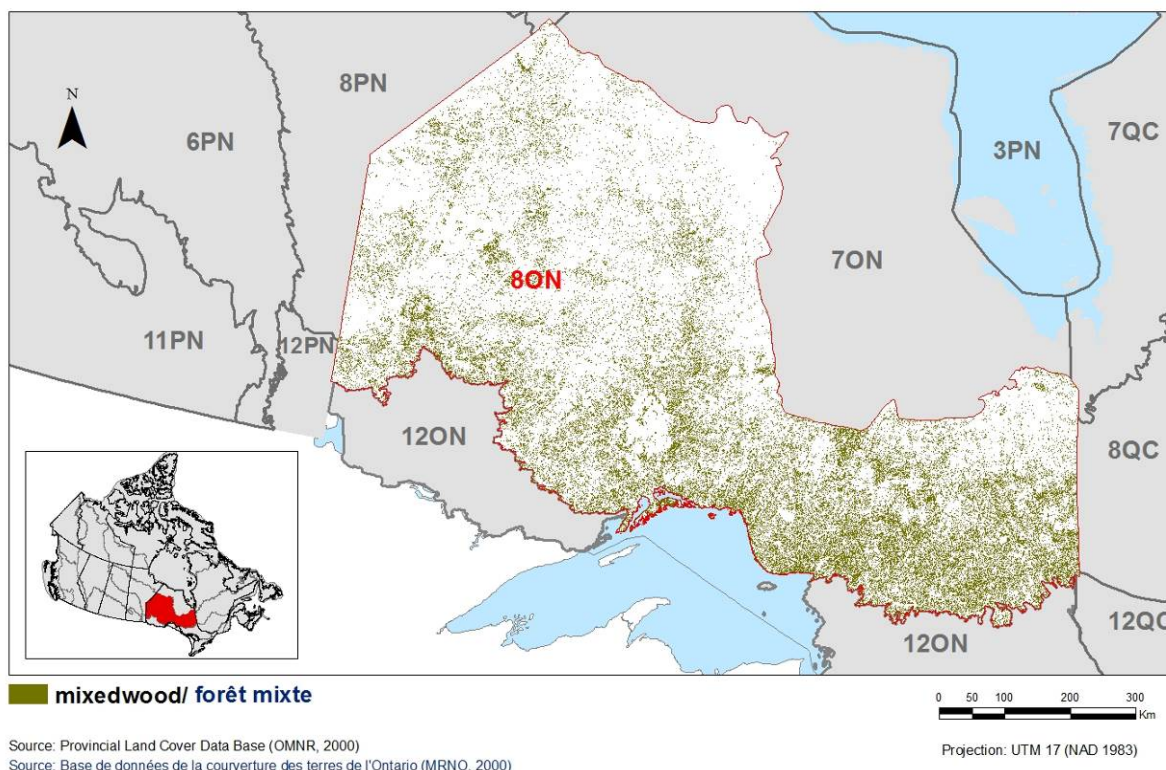 8PN
6PN
N
7QC
3PN
8ON
7ON
11PN
12PN
12ON
8QC
12ON
12QC
mixedwood/ forêt mixte
0 50 100 200 300
Km
Source: Provincial Land Cover Data Base (OMNR, 2000)
Projection: UTM 17 (NAD 1983)
Source: Base de données de la courverture des terres de l'Ontario (MRNO, 2000)